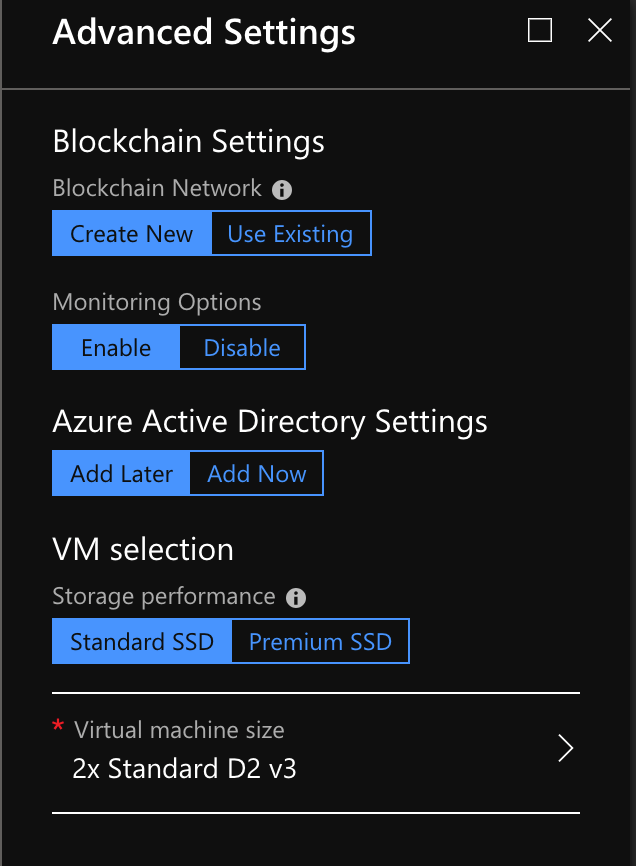 Advanced Settings
Blockchain Settings
Blockchain Network
Create New Use Existing
Monitoring Options
Enable Disable
Azure Active Directory Settings
Add Later Add Now
VM selection
Storage performance
Standard SSD Premium SSD
* Virtual machine size
2x Standard D2 v3